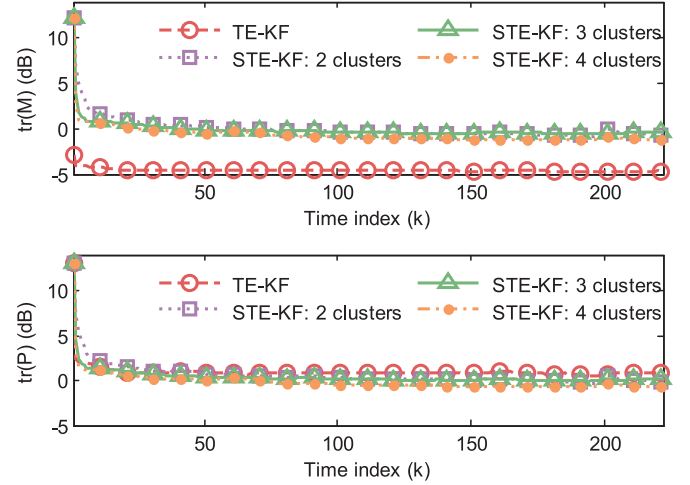 tr(M) (dB)
10
5
0
-5
TE-KF
STE-KF: 2 clusters
STE-KF: 3 clusters
STE-KF: 4 clusters
50
100
150
200
Time index (k)
tr(P) (dB)
10
5
0
-5
TE-KF
STE-KF: 2 clusters
STE-KF: 3 clusters
STE-KF: 4 clusters
50
100
150
200
Time index (k)